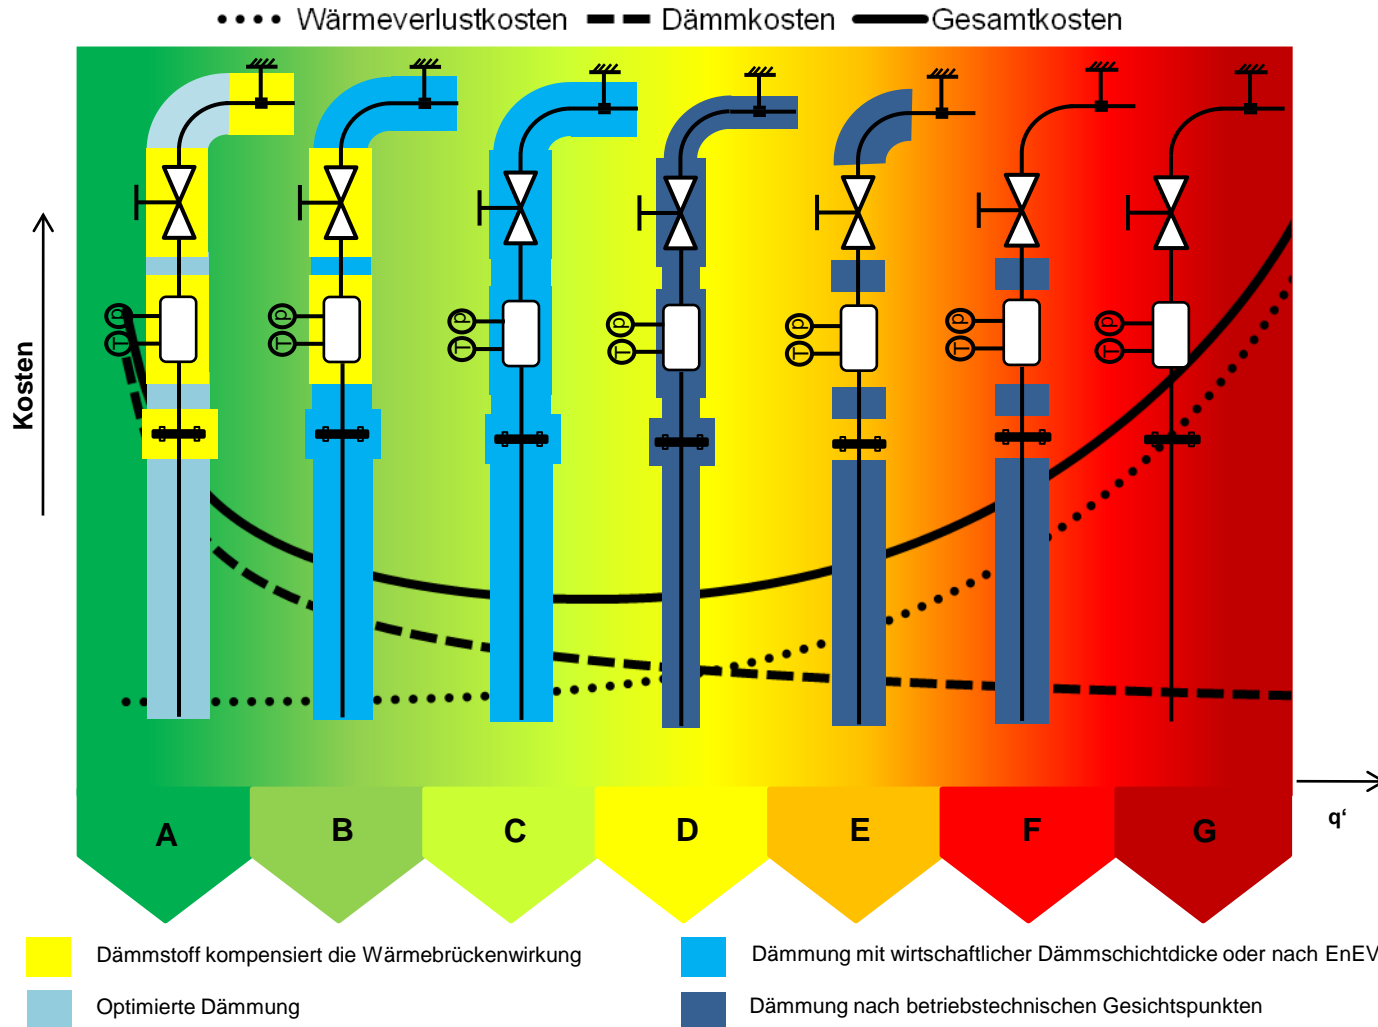 Wärmeverlustkosten Dämmkosten Gesamtkosten
Kosten
p p p p p p p
T T T T T T T
q‘
A B C D E F G
Dämmstoff kompensiert die Wärmebrückenwirkung
Dämmung mit wirtschaftlicher Dämmschichtdicke oder nach EnEV
Optimierte Dämmung
Dämmung nach betriebstechnischen Gesichtspunkten